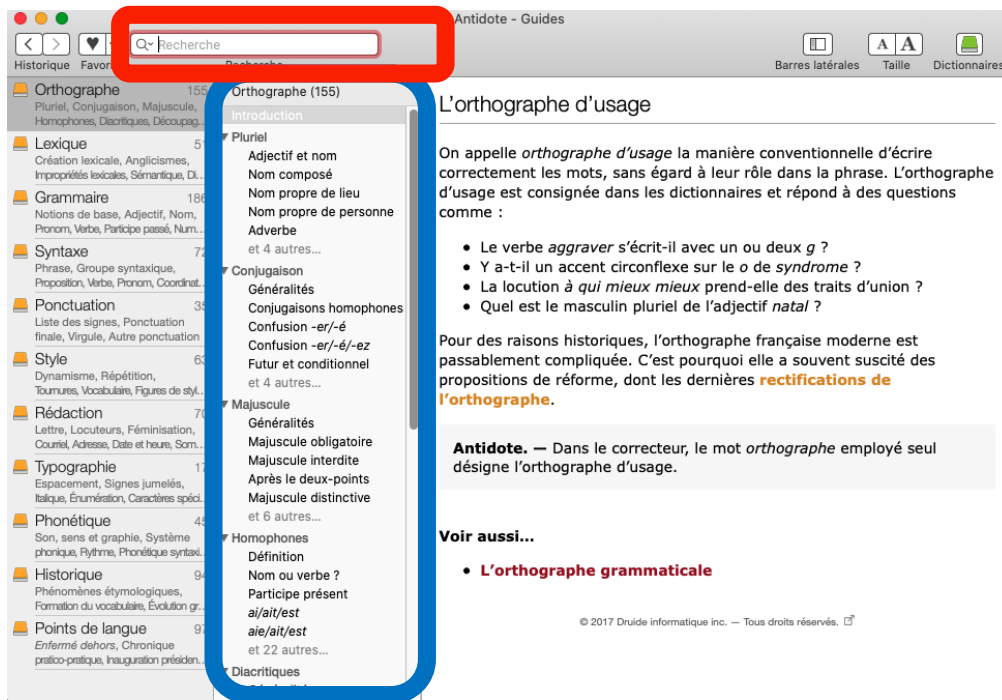 Antidote - Guides
Recherche
Historique
Recherche
Barres latérales
A A
Taille
Dictionnaires
Orthographe 155
Pluriel, Conjugaison, Majuscule,
Homophones, Diacritiques, Découpag...
Lexique
Création lexicale, Anglicismes,
Impropriétés lexicales, Sémantique, Di...
Grammaire 186
Notions de base, Adjectif, Nom,
Pronom, Verbe, Participe passé, Num...
Syntaxe 72
Phrase, Groupe syntaxique,
Proposition, Verbe, Pronom, Coordinat...
Ponctuation 35
Liste des signes, Ponctuation
finale, Virgule, Autre ponctuation
Style 63
Dynamisme, Répétition,
Tournures, Vocabulaire, Figures de styl...
Rédaction 70
Lettre, Locuteurs, Féminisation,
Courriel, Adresse, Date et heure, Som...
Typographie 17
Espacement, Signes jumelés,
Italique, Énumération, Caractères spéci...
Phonétique 45
Son, sens et graphie, Système
phonique, Rythme, Phonétique syntaxi...
Historique 94
Phénomènes étymologiques,
Formation du vocabulaire, Évolution gr...
Points de langue 97
Enfermé dehors, Chronique
pratico-pratique, Inauguration présiden...
Orthographe (155)
Introduction
Pluriel
Adjectif et nom
Nom composé
Nom propre de lieu
Nom propre de personne
Adverbe
et 4 autres...
Conjugaison
Généralités
Conjugaisons homophones
Confusion -er/-é
Confusion -er/-é/-ez
Futur et conditionnel
et 4 autres...
Majuscule
Généralités
Majuscule obligatoire
Majuscule interdite
Après le deux-points
Majuscule distinctive
et 6 autres...
Homophones
Définition
Nom ou verbe ?
Participe présent
ai/ait/est
aie/ait/est
et 22 autres...
Diacritiques
L'orthographe d'usage
On appelle orthographe d'usage la manière conventionnelle d'écrire
correctement les mots, sans égard à leur rôle dans la phrase. L'orthographe
d'usage est consignée dans les dictionnaires et répond à des questions
comme :
• Le verbe aggraver s'écrit-il avec un ou deux g ?
• Y a-t-il un accent circonflexe sur le o de syndrome ?
• La locution à qui mieux mieux prend-elle des traits d'union ?
• Quel est le masculin pluriel de l'adjectif natal ?
Pour des raisons historiques, l'orthographe française moderne est
passablement compliquée. C'est pourquoi elle a souvent suscité des
propositions de réforme, dont les dernières rectifications de
l'orthographe.
Antidote. — Dans le correcteur, le mot orthographe employé seul
désigne l'orthographe d'usage.
Voir aussi...
• L'orthographe grammaticale
© 2017 Druide informatique inc. — Tous droits réservés.